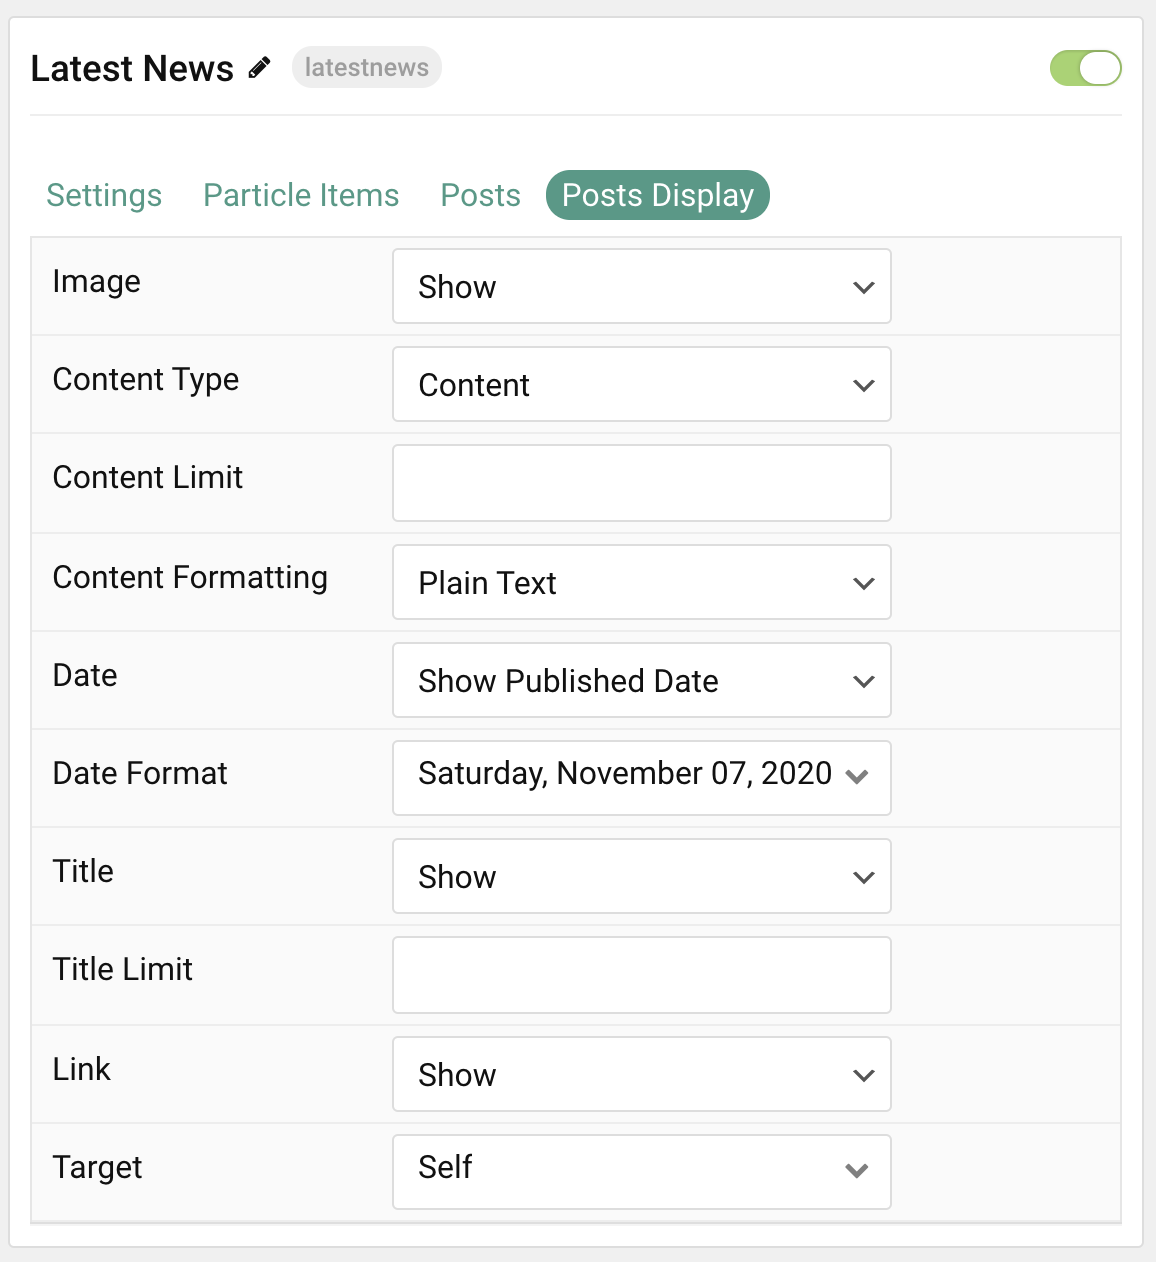 Latest News latestnews
Settings Particle Items Posts Posts Display
Image Show
Content Type Content
Content Limit
Content Formatting Plain Text
Date Show Published Date
Date Format Saturday, November 07, 2020
Title Show
Title Limit
Link Show
Target Self